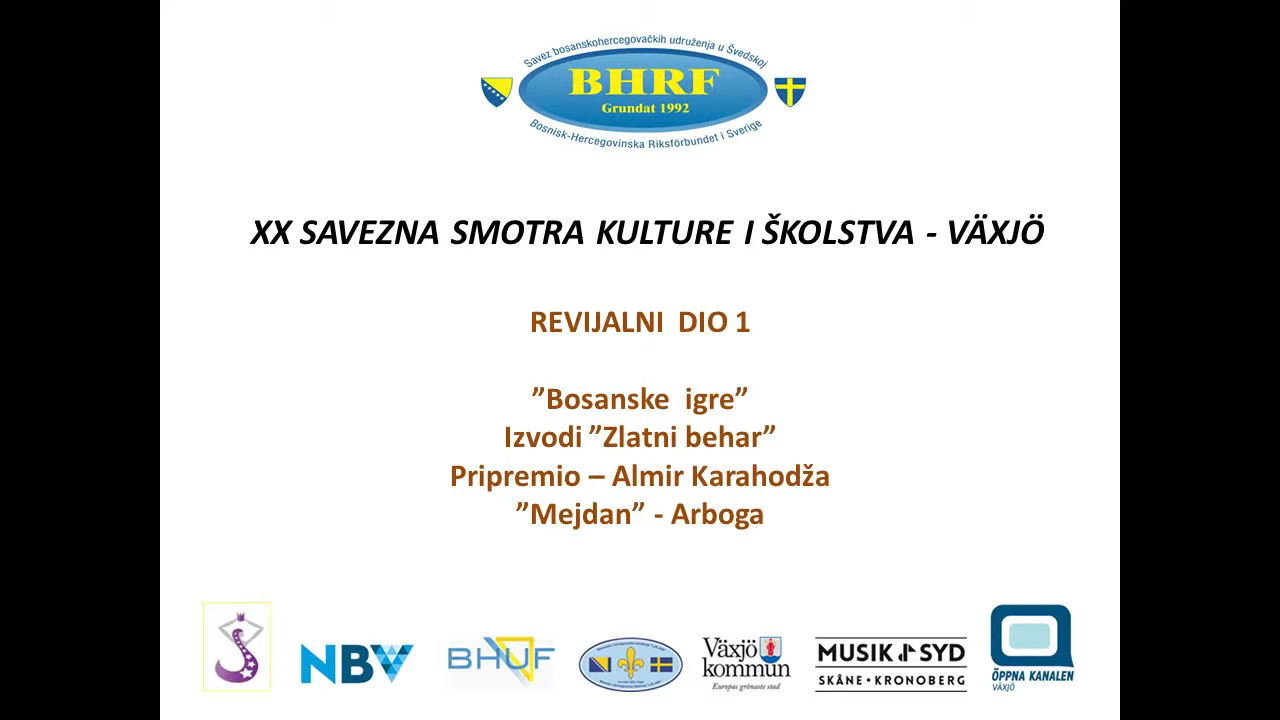 Savez bosanskohercegovačkih udruženja u Švedskoj
BHRF
Grundat 1992
Bosnisk-Hercegovinska Riksförbundet i Sverige
XX SAVEZNA SMOTRA KULTURE I ŠKOLSTVA - VÄXJÖ
REVIJALNI DIO 1
”Bosanske igre”
Izvodi ”Zlatni behar”
Pripremio – Almir Karahodža
”Mejdan” - Arboga
NBV
BHUF
Växjö
kommun
Europas grönaste stad
MUSIK SYD
SKÅNE • KRONOBERG
ÖPPNA KANALEN
VÄXJÖ